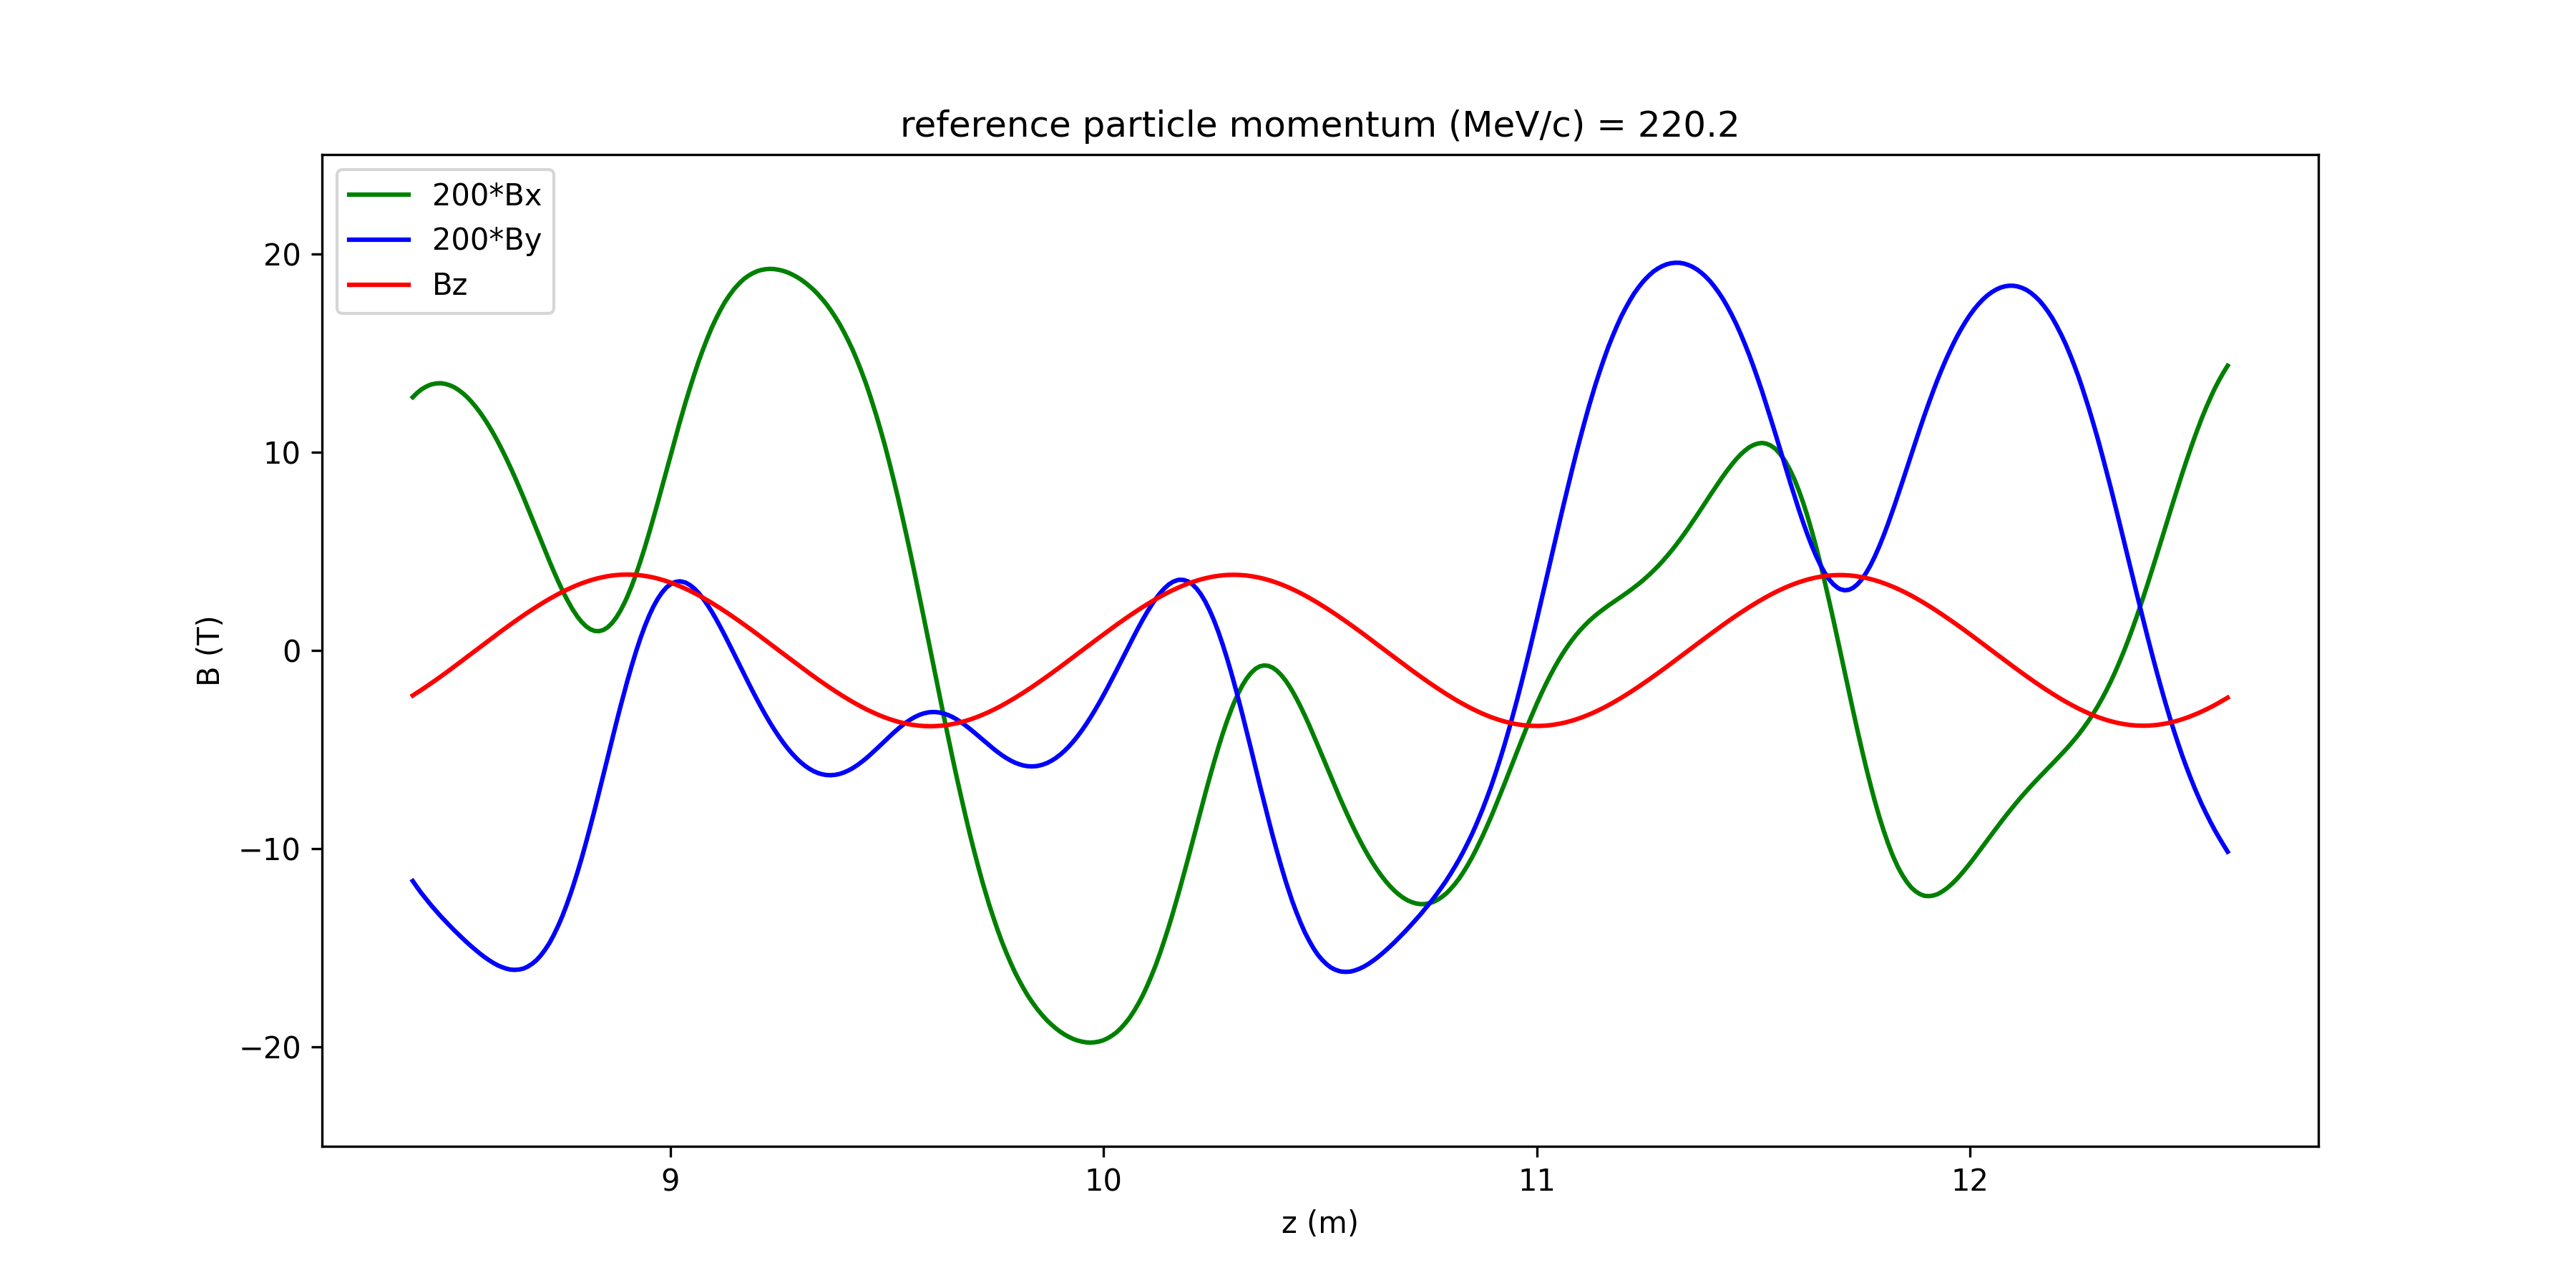 reference particle momentum (MeV/c) = 220.2
200*Bx
200*By
Bz
20
10
0
−10
−20
B (T)
9
10
11
12
z (m)